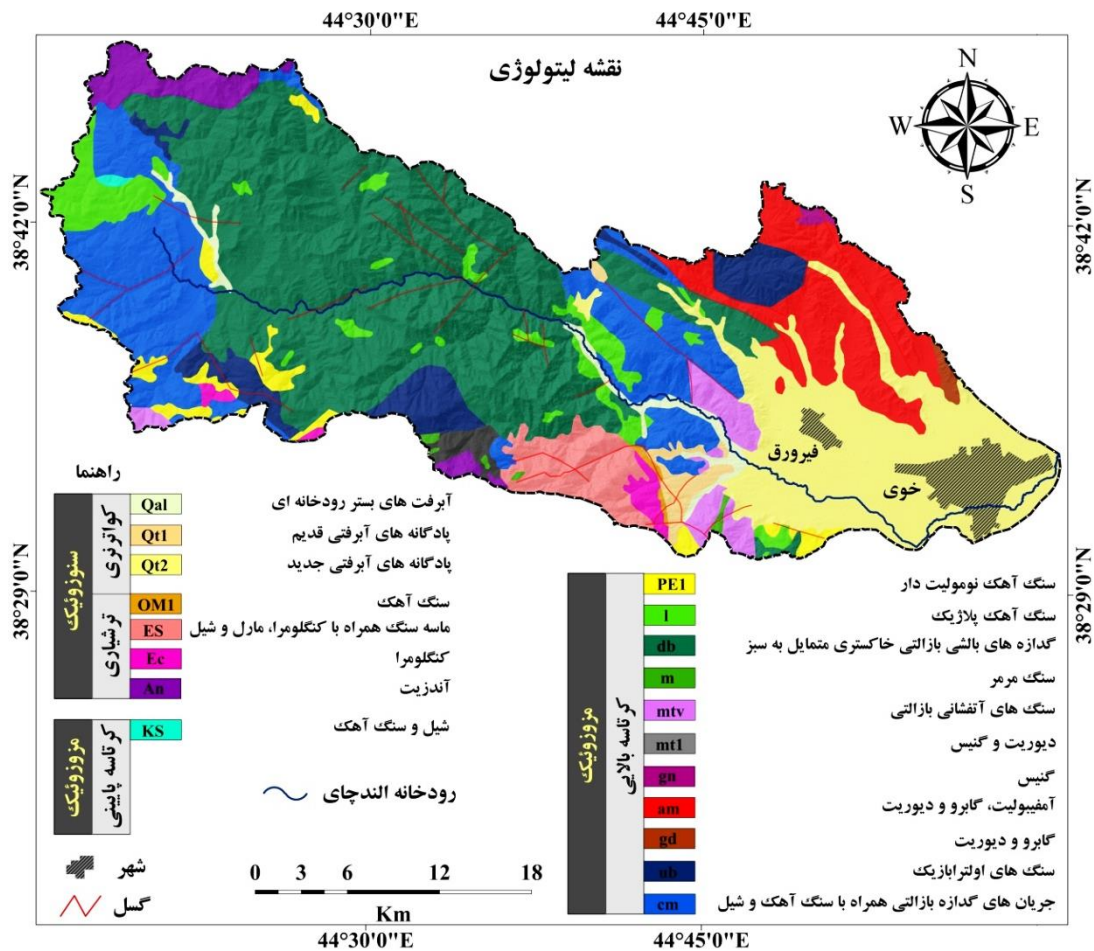 44°30'0"E
44°45'0"E
نقشه لیتولوژی
N
W
E
S
38°42'0"N
38°42'0"N
فیرورق
خوی
38°29'0"N
38°29'0"N
راهنما
سنوزوئیک
کواترنری
Qal
آبرفت های بستر رودخانه ای
Qt1
پادگانه های آبرفتی قدیم
Qt2
پادگانه های آبرفتی جدید
ترشیاری
OM1
سنگ آهک
ES
ماسه سنگ همراه با کنگلومرا، مارل و شیل
Ec
کنگلومرا
An
آندزیت
مزوزوئیک
کرتاسه پایینی
KS
شیل و سنگ آهک
رودخانه الندچای
شهر
گسل
0 3 6 12 18
Km
مزوزوئیک
کرتاسه بالایی
PE1
سنگ آهک نومولیت دار
l
سنگ آهک پلاژیک
db
گدازه های بالشی بازالتی خاکستری متمایل به سبز
m
سنگ مرمر
mtv
سنگ های آتفشانی بازالتی
mt1
دیوریت و گنیس
gn
گنیس
am
آمفیبولیت، گابرو و دیوریت
gd
گابرو و دیوریت
ub
سنگ های اولترابازیک
cm
جریان های گدازه بازالتی همراه با سنگ آهک و شیل
44°30'0"E
44°45'0"E